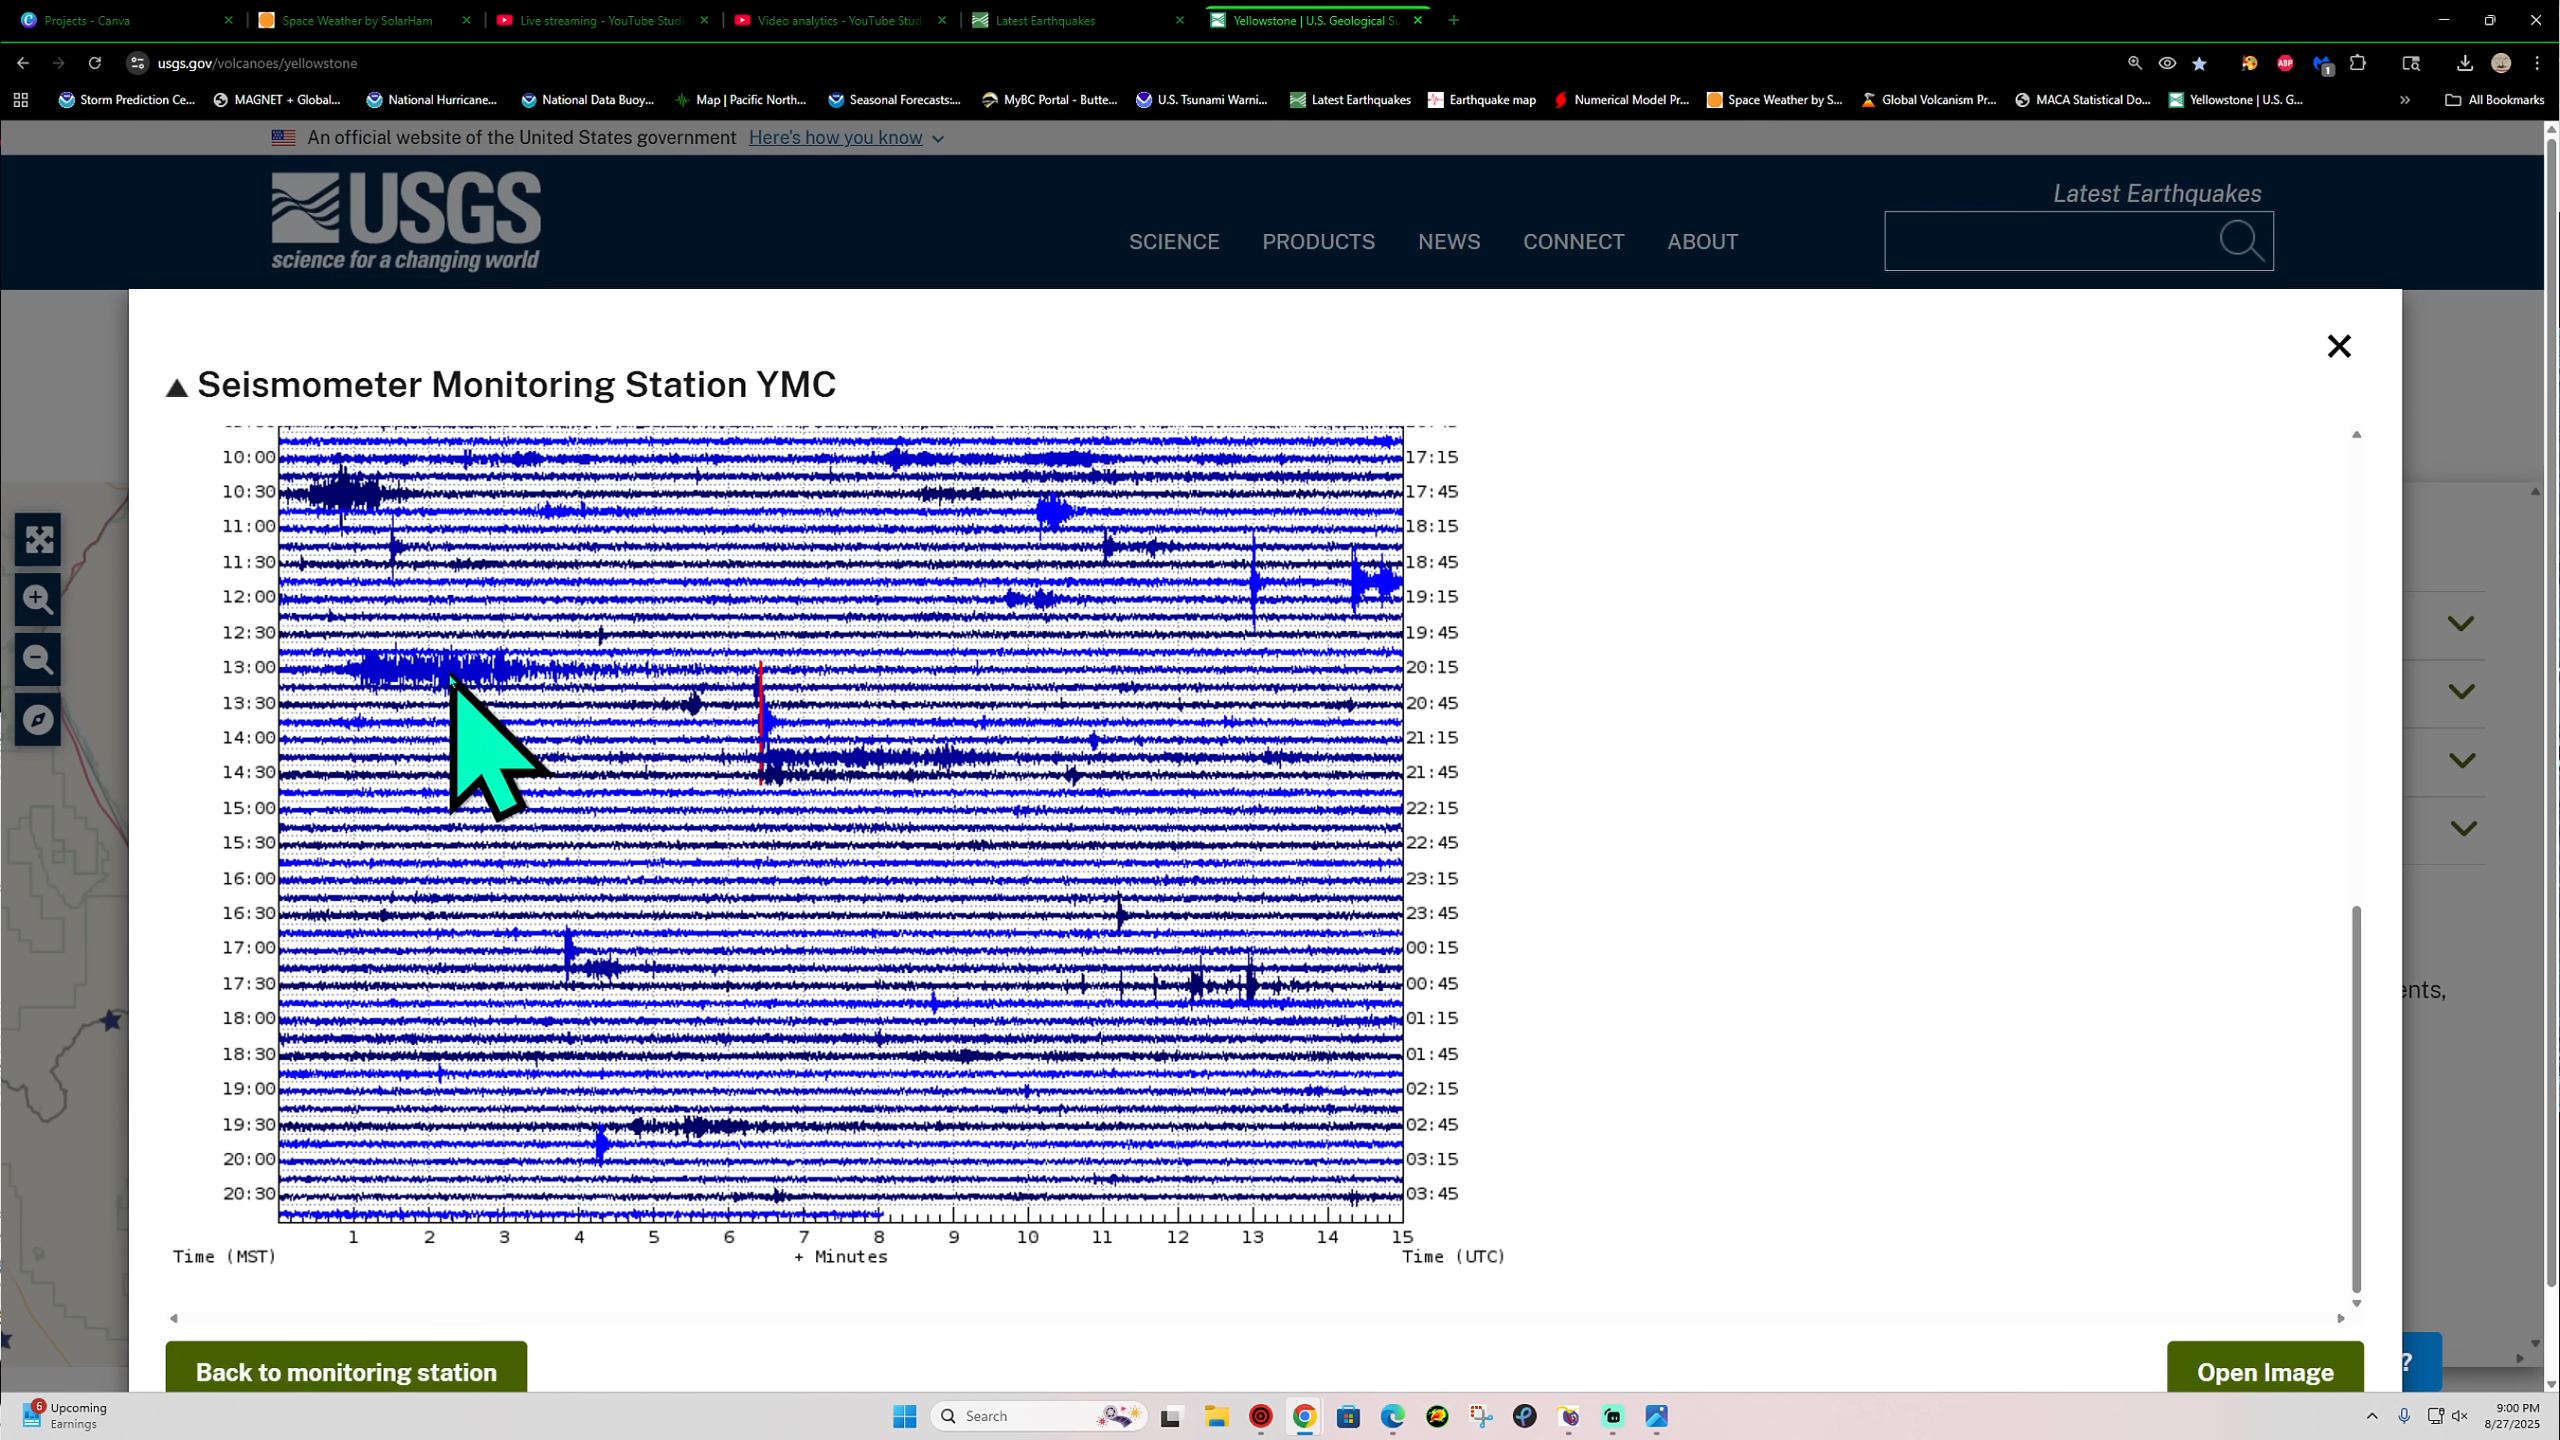 Projects - Canva
Space Weather by SolarHam
Live streaming - YouTube Studi
Video analytics - YouTube Stud
Latest Earthquakes
Yellowstone | U.S. Geological S
usgs.gov/volcanoes/yellowstone
Storm Prediction Ce...
MAGNET + Global...
National Hurricane...
National Data Buoy...
Map | Pacific North...
Seasonal Forecasts:...
MyBC Portal - Butte...
U.S. Tsunami Warni...
Latest Earthquakes
Earthquake map
Numerical Model Pr...
Space Weather by S...
Global Volcanism Pr...
MACA Statistical Do...
Yellowstone | U.S. G...
All Bookmarks
An official website of the United States government Here's how you know
USGS
science for a changing world
SCIENCE PRODUCTS NEWS CONNECT ABOUT
Latest Earthquakes
Seismometer Monitoring Station YMC
10:00 17:15
10:30 17:45
11:00 18:15
11:30 18:45
12:00 19:15
12:30 19:45
13:00 20:15
13:30 20:45
14:00 21:15
14:30 21:45
15:00 22:15
15:30 22:45
16:00 23:15
16:30 23:45
17:00 00:15
17:30 00:45
18:00 01:15
18:30 01:45
19:00 02:15
19:30 02:45
20:00 03:15
20:30 03:45
1 2 3 4 5 6 7 8 9 10 11 12 13 14 15
Time (MST) + Minutes Time (UTC)
ents,
Back to monitoring station
Open Image
?
6
Upcoming
Earnings
Search
9:00 PM
8/27/2025